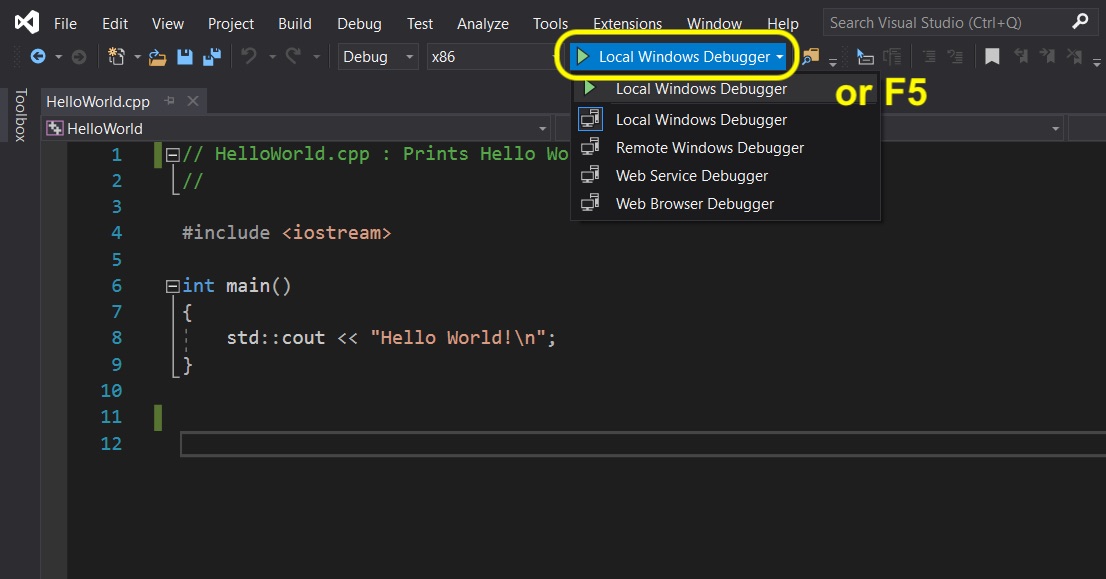 File Edit View Project Build Debug Test Analyze Tools Extensions Window Help Search Visual Studio (Ctrl+Q)
Debug x86 Local Windows Debugger
or F5
Toolbox
HelloWorld.cpp
HelloWorld
Local Windows Debugger
Local Windows Debugger
Remote Windows Debugger
Web Service Debugger
Web Browser Debugger
1 // HelloWorld.cpp : Prints Hello Wo
2 //
3
4 #include <iostream>
5
6 int main()
7 {
8 std::cout << "Hello World!\n";
9 }
10
11
12